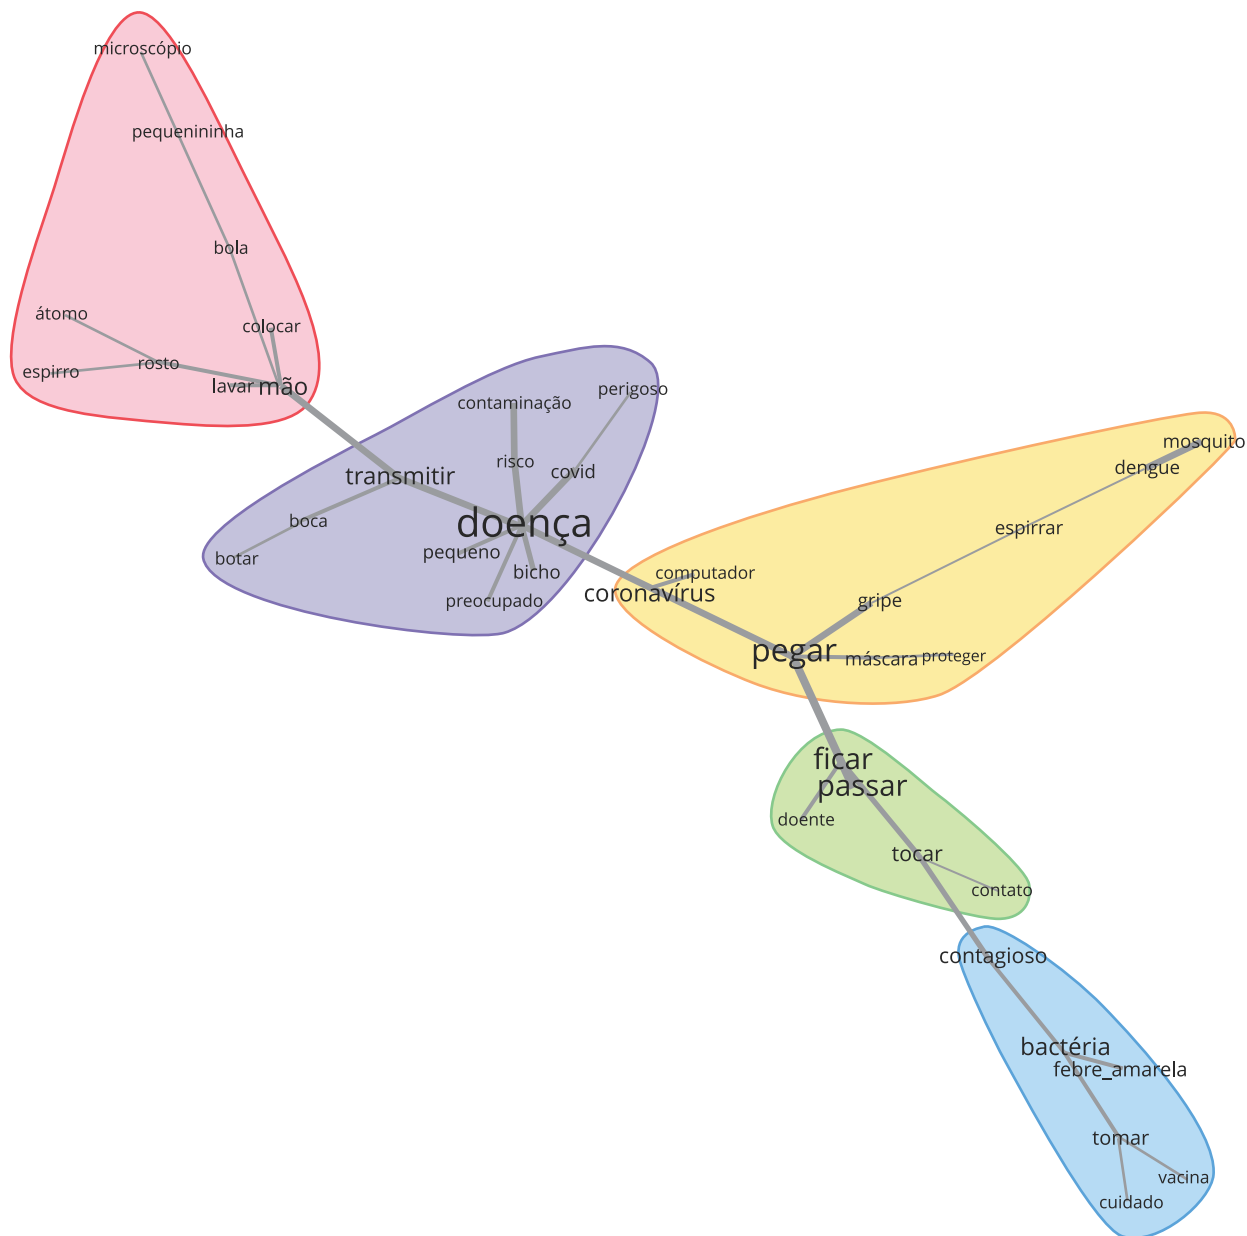 microscópio
pequenininha
bola
átomo
colocar
rosto
espirro
lavar
mão
contaminação
perigoso
risco
covid
transmitir
doença
boca
pequeno
botar
bicho
preocupado
mosquito
dengue
espirrar
computador
coronavírus
gripe
pegar
máscara
proteger
ficar
passar
doente
tocar
contato
contagioso
bactéria
febre_amarela
tomar
vacina
cuidado